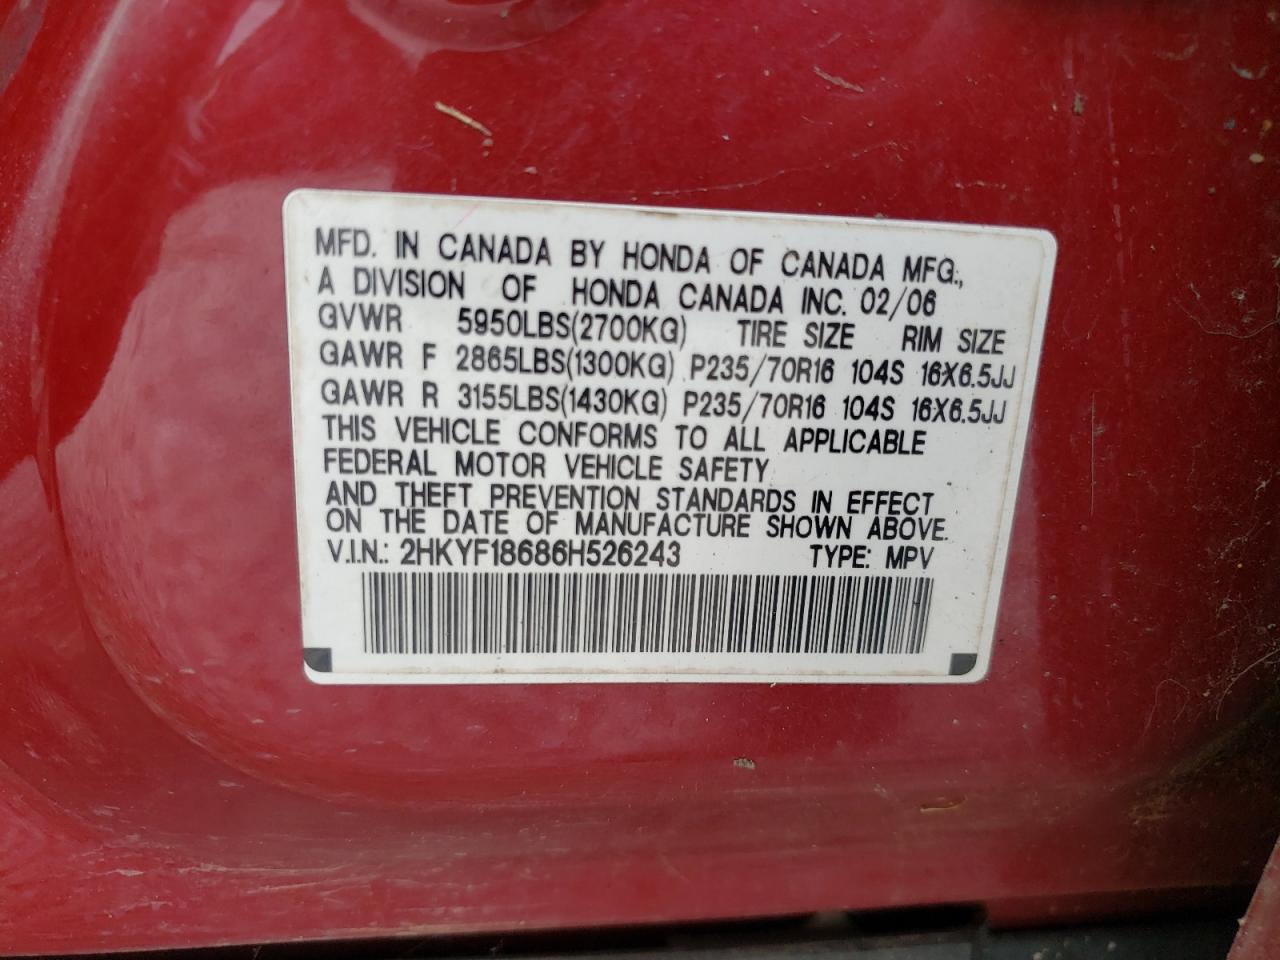 MFD. IN CANADA BY HONDA OF CANADA MFG.,
A DIVISION OF HONDA CANADA INC. 02/06
GVWR 5950LBS(2700KG) TIRE SIZE RIM SIZE
GAWR F 2865LBS(1300KG) P235/70R16 104S 16X6.5JJ
GAWR R 3155LBS(1430KG) P235/70R16 104S 16X6.5JJ
THIS VEHICLE CONFORMS TO ALL APPLICABLE
FEDERAL MOTOR VEHICLE SAFETY
AND THEFT PREVENTION STANDARDS IN EFFECT
ON THE DATE OF MANUFACTURE SHOWN ABOVE.
V.I.N.: 2HKYF18686H526243 TYPE: MPV